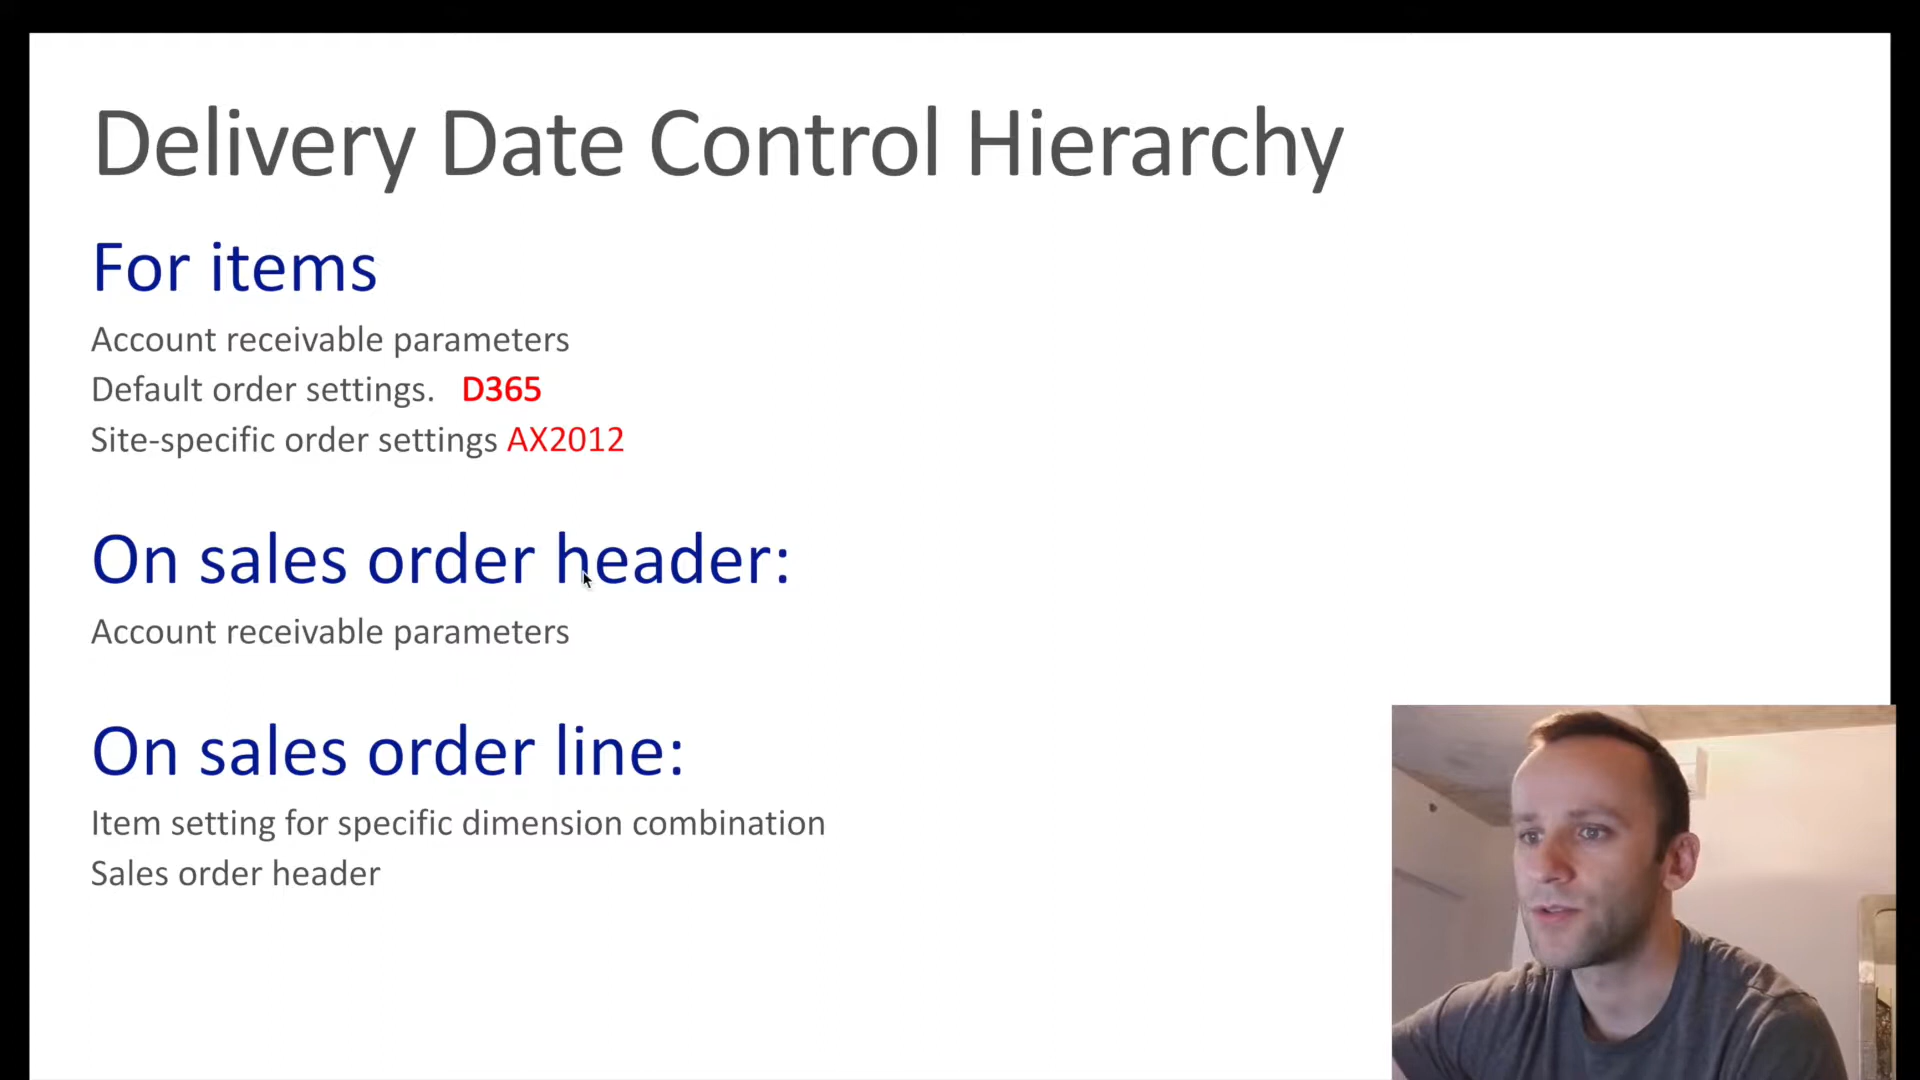 Delivery Date Control Hierarchy
For items
Account receivable parameters
Default order settings. D365
Site-specific order settings AX2012
On sales order header:
Account receivable parameters
On sales order line:
Item setting for specific dimension combination
Sales order header